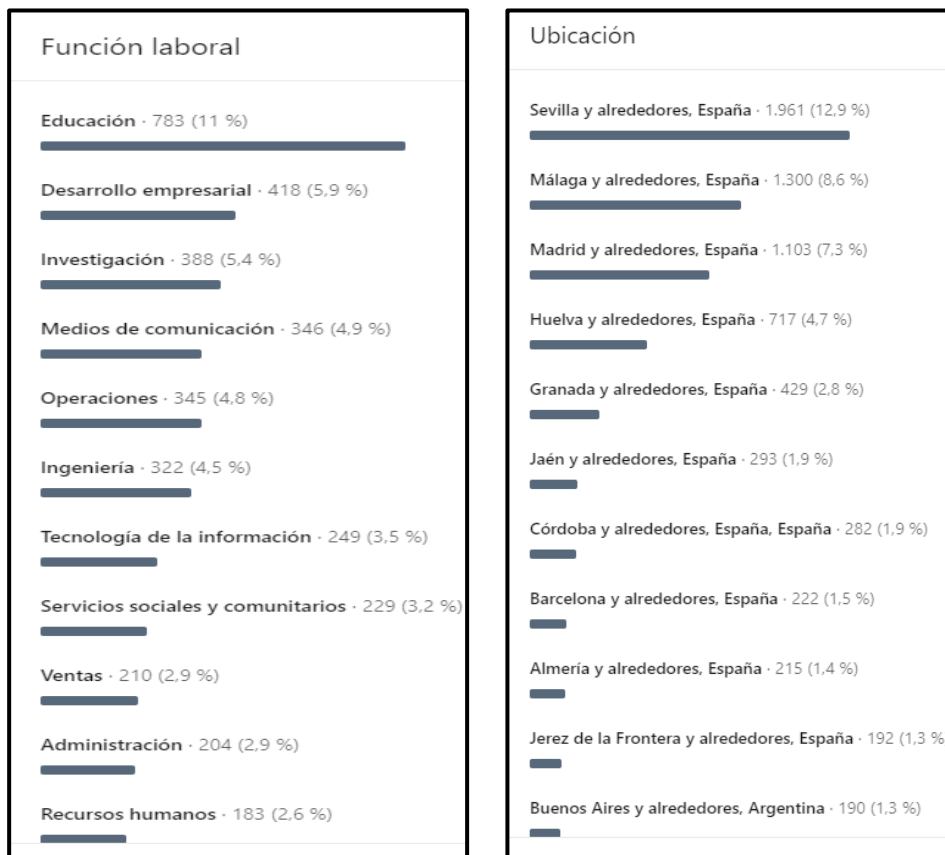 Función laboral
Educación · 783 (11 %)
Desarrollo empresarial · 418 (5,9 %)
Investigación · 388 (5,4 %)
Medios de comunicación · 346 (4,9 %)
Operaciones · 345 (4,8 %)
Ingeniería · 322 (4,5 %)
Tecnología de la información · 249 (3,5 %)
Servicios sociales y comunitarios · 229 (3,2 %)
Ventas · 210 (2,9 %)
Administración · 204 (2,9 %)
Recursos humanos · 183 (2,6 %)
Ubicación
Sevilla y alrededores, España · 1.961 (12,9 %)
Málaga y alrededores, España · 1.300 (8,6 %)
Madrid y alrededores, España · 1.103 (7,3 %)
Huelva y alrededores, España · 717 (4,7 %)
Granada y alrededores, España · 429 (2,8 %)
Jaén y alrededores, España · 293 (1,9 %)
Córdoba y alrededores, España, España · 282 (1,9 %)
Barcelona y alrededores, España · 222 (1,5 %)
Almería y alrededores, España · 215 (1,4 %)
Jerez de la Frontera y alrededores, España · 192 (1,3 %
Buenos Aires y alrededores, Argentina · 190 (1,3 %)